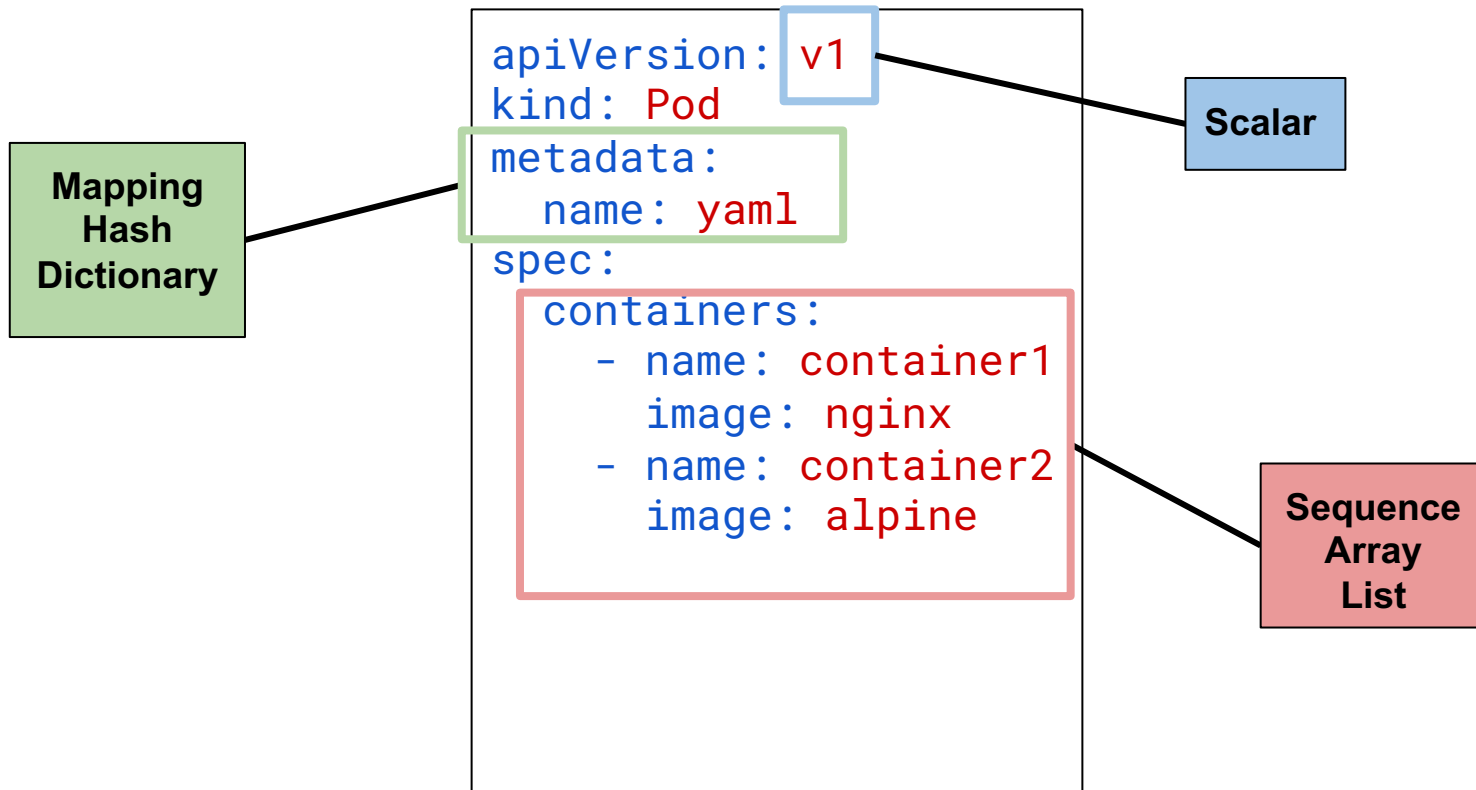 apiVersion: v1
kind: Pod
metadata:
  name: yaml
spec:
  containers:
    - name: container1
      image: nginx
    - name: container2
      image: alpine
Mapping
Hash
Dictionary
Scalar
Sequence
Array
List